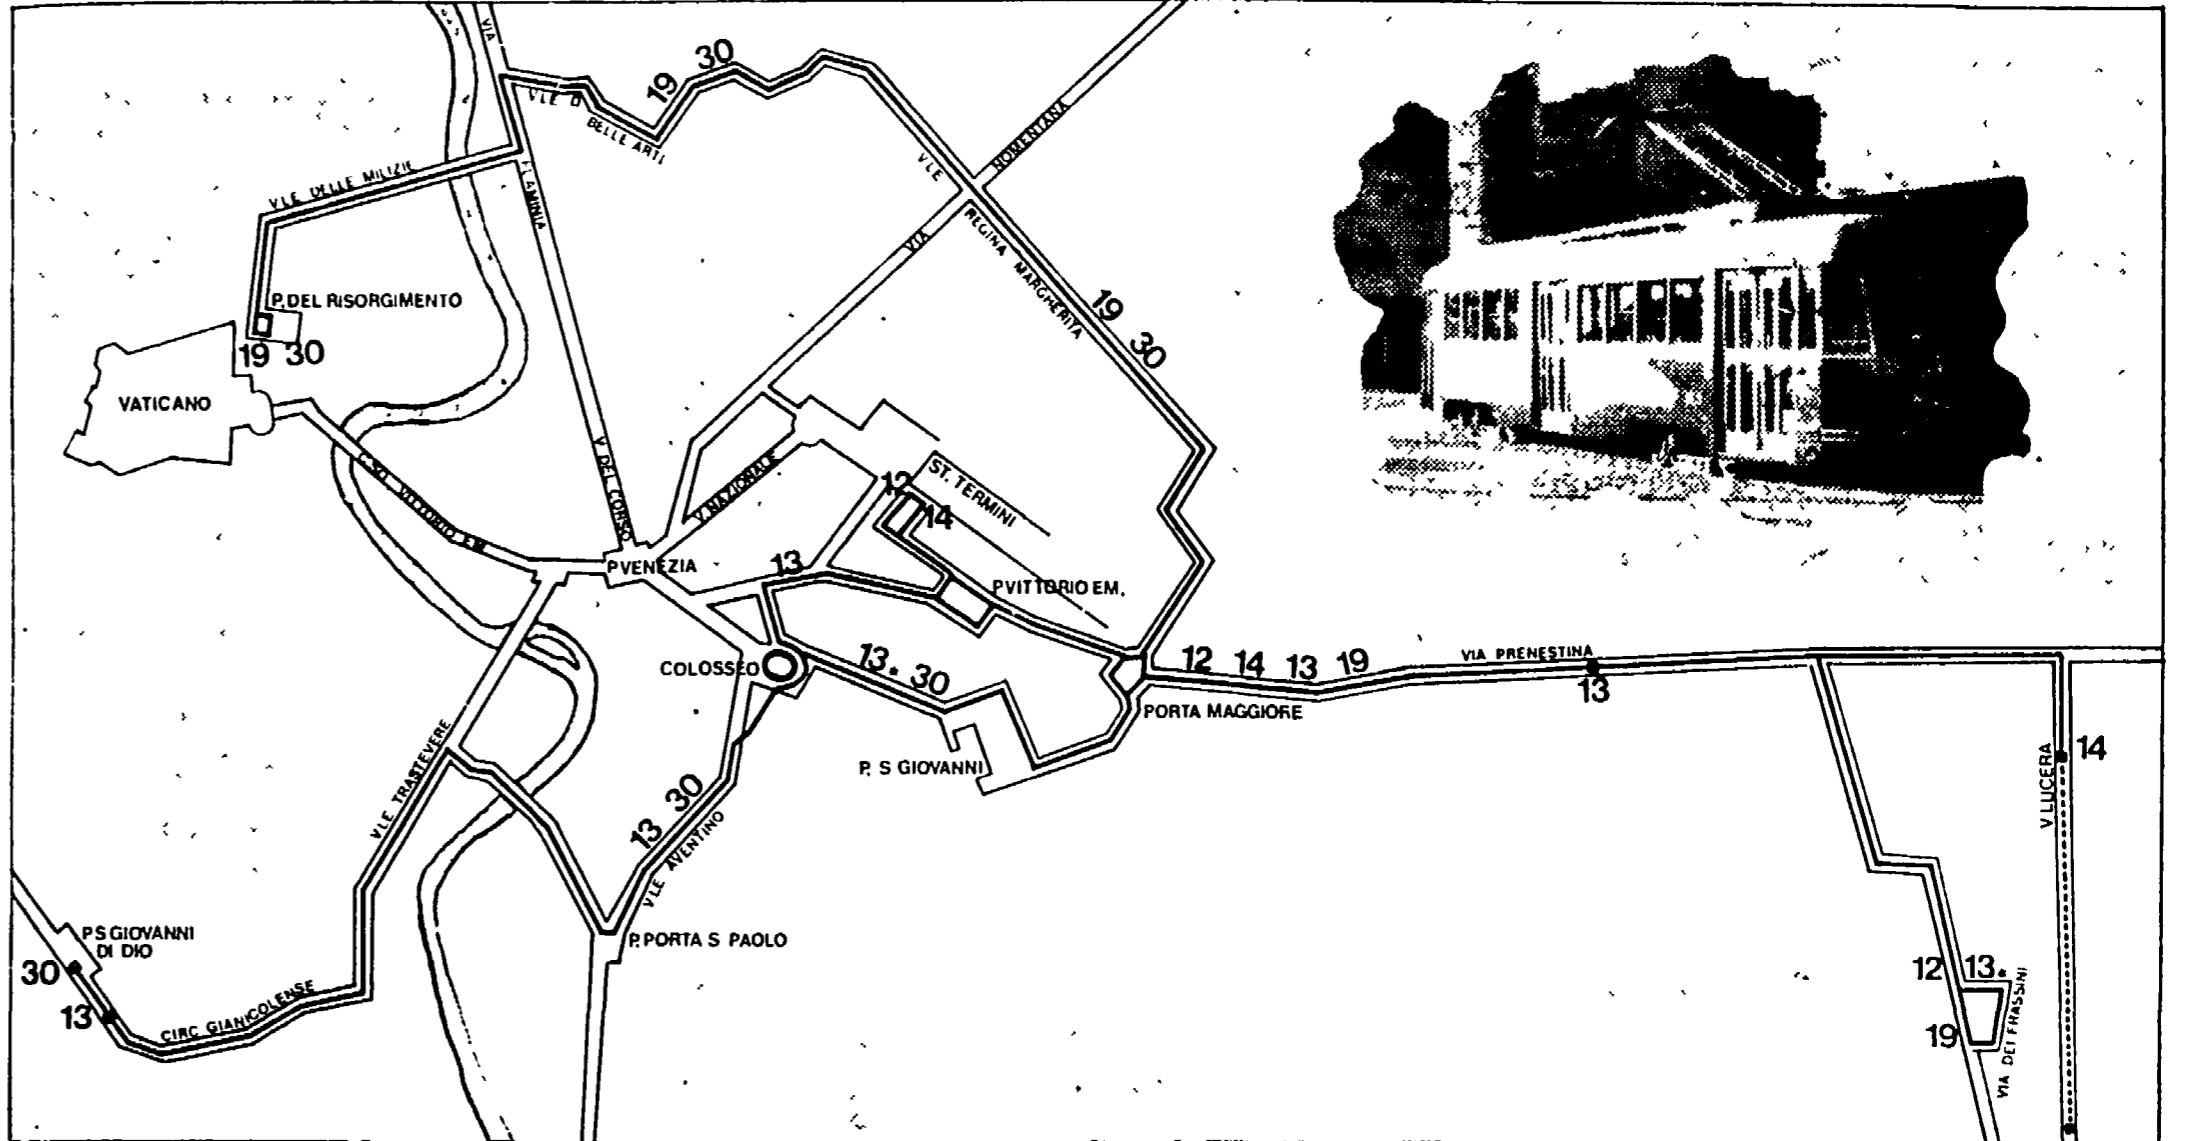 VIA
19 30
VLE D
BELLE ARTI
VLE DELLE MILIZIE
FLAMINIA
VLE
NOMENTANA
VIA
REGINA MARGHERITA
19 30
P. DEL RISORGIMENTO
19 30
VATICANO
C.SO VITTORIO EM
V DEL CORSO
V. NAZIONALE
12
14
ST. TERMINI
P VENEZIA
13
P VITTORIO EM.
COLOSSEO
13• 30
12 14 13 19
VIA PRENESTINA
13
PORTA MAGGIORE
P. S GIOVANNI
VLE TRASTEVERE
13 30
VLE AVENTINO
V LUCERA
14
P S GIOVANNI
DI DIO
30
13
CIRC GIANICOLENSE
P. PORTA S PAOLO
12 13•
19
VIA DEI FRASSINI